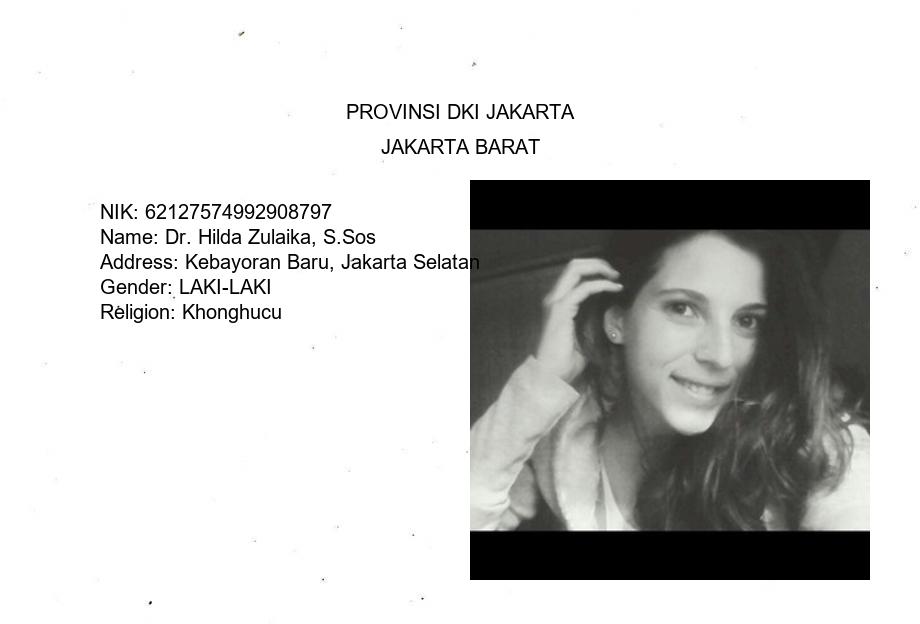 PROVINSI DKI JAKARTA
JAKARTA BARAT
NIK: 62127574992908797
Name: Dr. Hilda Zulaika, S.Sos
Address: Kebayoran Baru, Jakarta Selatan
Gender: LAKI-LAKI
Religion: Khonghucu